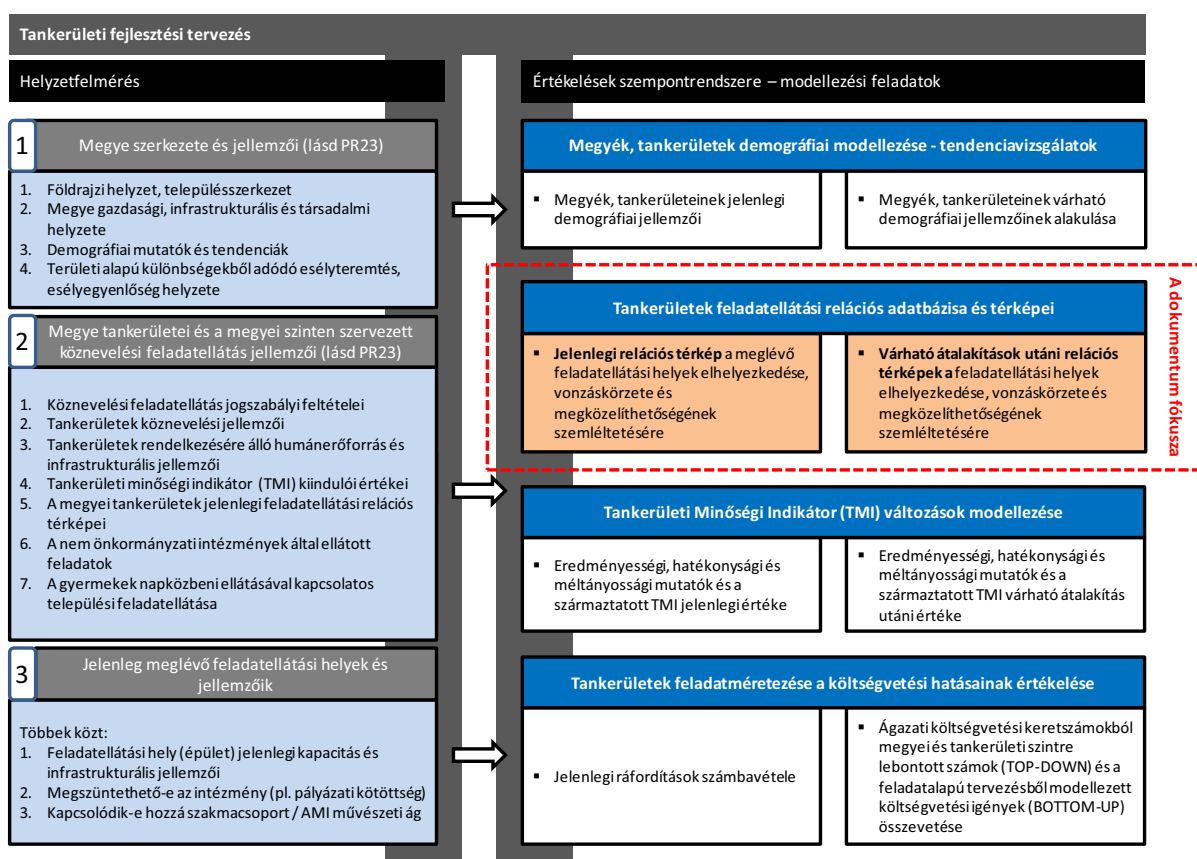 Tankerületi fejlesztési tervezés
Helyzetfelmérés
1
Megye szerkezete és jellemzői (lásd PR23)
1. Földrajzi helyzet, településszerkezet
2. Megye gazdasági, infrastrukturális és társadalmi
helyzete
3. Demográfiai mutatók és tendenciák
4. Területi alapú különbségekből adódó esélyteremtés,
esélyegyenlőség helyzete
2
Megye tankerületei és a megyei szinten szervezett
köznevelési feladatellátás jellemzői (lásd PR23)
1. Köznevelési feladatellátás jogszabályi feltételei
2. Tankerületek köznevelési jellemzői
3. Tankerületek rendelkezésére álló humánerőforrás és
infrastrukturális jellemzői
4. Tankerületi minőségi indikátor (TMI) kiindulói értékei
5. A megyei tankerületek jelenlegi feladatellátási relációs
térképei
6. A nem önkormányzati intézmények által ellátott
feladatok
7. A gyermekek napközbeni ellátásával kapcsolatos
települési feladatellátása
3
Jelenleg meglévő feladatellátási helyek és
jellemzőik
Többek közt:
1. Feladatellátási hely (épület) jelenlegi kapacitás és
infrastrukturális jellemzői
2. Megszüntethető-e az intézmény (pl. pályázati kötöttség)
3. Kapcsolódik-e hozzá szakmacsoport / AMI művészeti ág
Értékelések szempontrendszere – modellezési feladatok
Megyék, tankerületek demográfiai modellezése - tendenciavizsgálatok
▪ Megyék, tankerületeinek jelenlegi
demográfiai jellemzői
▪ Megyék, tankerületeinek várható
demográfiai jellemzőinek alakulása
Tankerületek feladatellátási relációs adatbázisa és térképei
▪ Jelenlegi relációs térkép a meglévő
feladatellátási helyek elhelyezkedése,
vonzáskörzete és
megközelíthetőségének
szemléltetésére
▪ Várható átalakítások utáni relációs
térképek a feladatellátási helyek
elhelyezkedése, vonzáskörzete és
megközelíthetőségének
szemléltetésére
A dokumentum fókusza
Tankerületi Minőségi Indikátor (TMI) változások modellezése
▪ Eredményességi, hatékonysági és
méltányossági mutatók és a
származtatott TMI jelenlegi értéke
▪ Eredményességi, hatékonysági és
méltányossági mutatók és a
származtatott TMI várható átalakítás
utáni értéke
Tankerületek feladatméretezése a költségvetési hatásainak értékelése
▪ Jelenlegi ráfordítások számbavétele
▪ Ágazati költségvetési keretszámokból
megyei és tankerületi szintre
lebontott számok (TOP-DOWN) és a
feladatalapú tervezésből modellezett
költségvetési igények (BOTTOM-UP)
összevetése